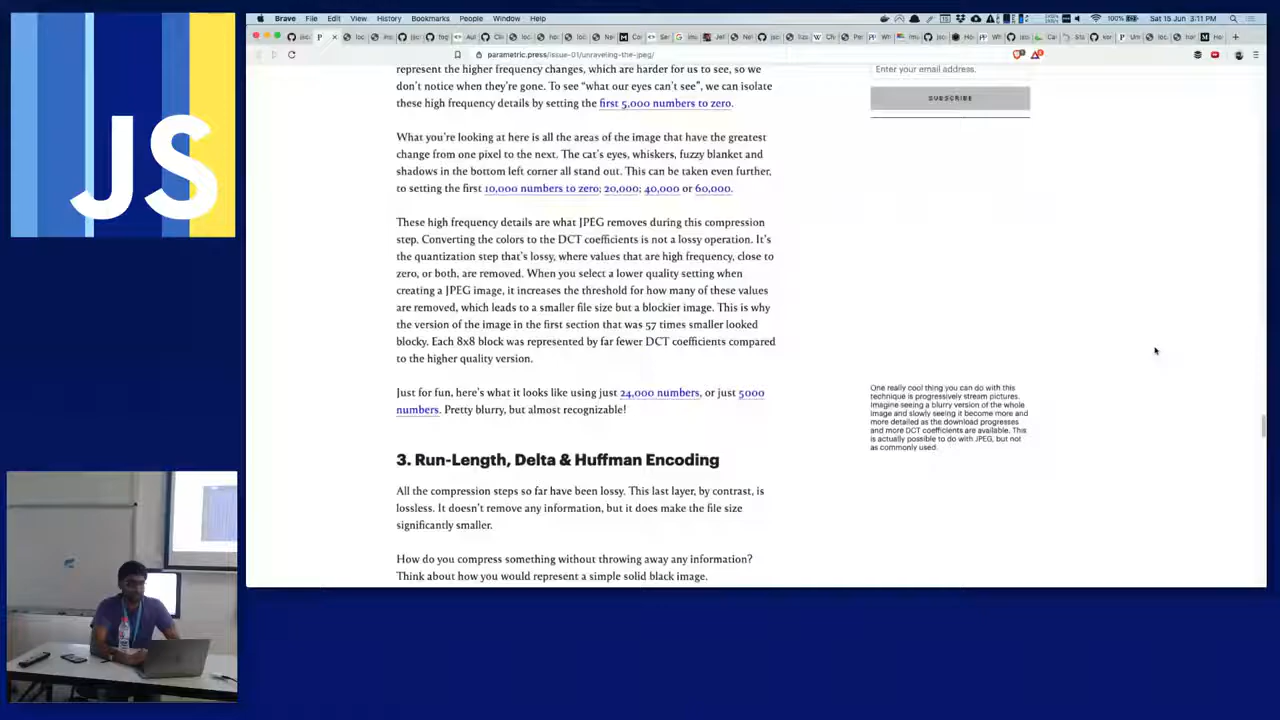 JS
Brave File Edit View History Bookmarks People Window Help
100% Sat 15 Jun 3:11 PM
parametric.press/issue-01/unraveling-the-jpeg/
represent the higher frequency changes, which are harder for us to see, so we
don't notice when they're gone. To see "what our eyes can't see", we can isolate
these high frequency details by setting the first 5,000 numbers to zero.
What you're looking at here is all the areas of the image that have the greatest
change from one pixel to the next. The cat's eyes, whiskers, fuzzy blanket and
shadows in the bottom left corner all stand out. This can be taken even further,
to setting the first 10,000 numbers to zero; 20,000; 40,000 or 60,000.
These high frequency details are what JPEG removes during this compression
step. Converting the colors to the DCT coefficients is not a lossy operation. It's
the quantization step that's lossy, where values that are high frequency, close to
zero, or both, are removed. When you select a lower quality setting when
creating a JPEG image, it increases the threshold for how many of these values
are removed, which leads to a smaller file size but a blockier image. This is why
the version of the image in the first section that was 57 times smaller looked
blocky. Each 8x8 block was represented by far fewer DCT coefficients compared
to the higher quality version.
Just for fun, here's what it looks like using just 24,000 numbers, or just 5000
numbers. Pretty blurry, but almost recognizable!
3. Run-Length, Delta & Huffman Encoding
All the compression steps so far have been lossy. This last layer, by contrast, is
lossless. It doesn't remove any information, but it does make the file size
significantly smaller.
How do you compress something without throwing away any information?
Think about how you would represent a simple solid black image.
Enter your email address.
SUBSCRIBE
One really cool thing you can do with this
technique is progressively stream pictures.
Imagine seeing a blurry version of the whole
image and slowly seeing it become more and
more detailed as the download progresses
and more DCT coefficients are available. This
is actually possible to do with JPEG, but not
as commonly used.